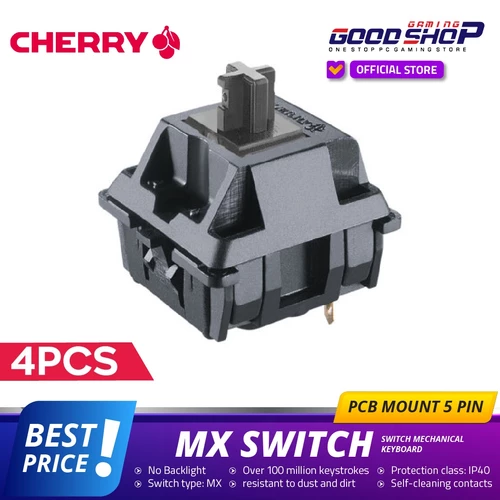 CHERRY
GAMING
GOODSHOP
ONE STOP PC GAMING STORE
OFFICIAL STORE
4PCS
PCB MOUNT 5 PIN
BEST
PRICE!
MX SWITCH
SWITCH MECHANICAL
KEYBOARD
No Backlight
Over 100 million keystrokes
Protection class: IP40
Switch type: MX
resistant to dust and dirt
Self-cleaning contacts